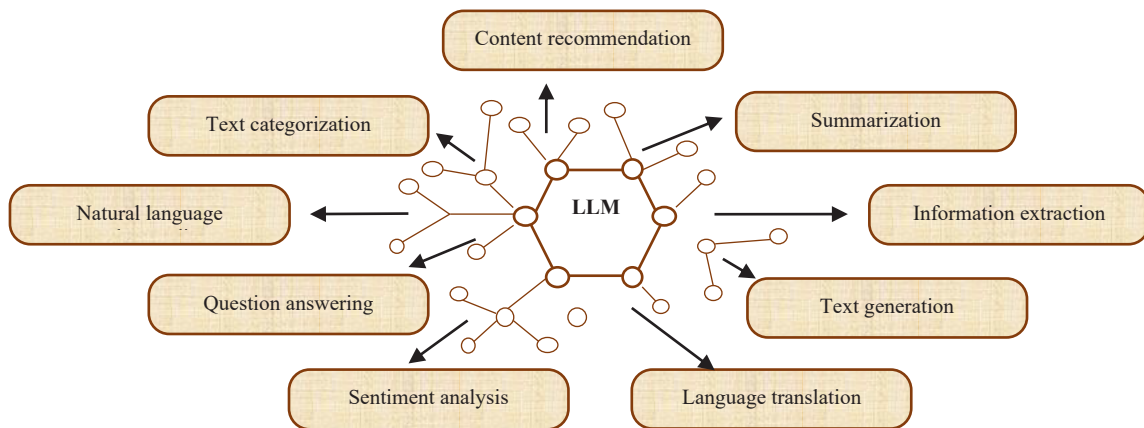 Content recommendation
Text categorization
Summarization
LLM
Natural language
Information extraction
Question answering
Text generation
Sentiment analysis
Language translation